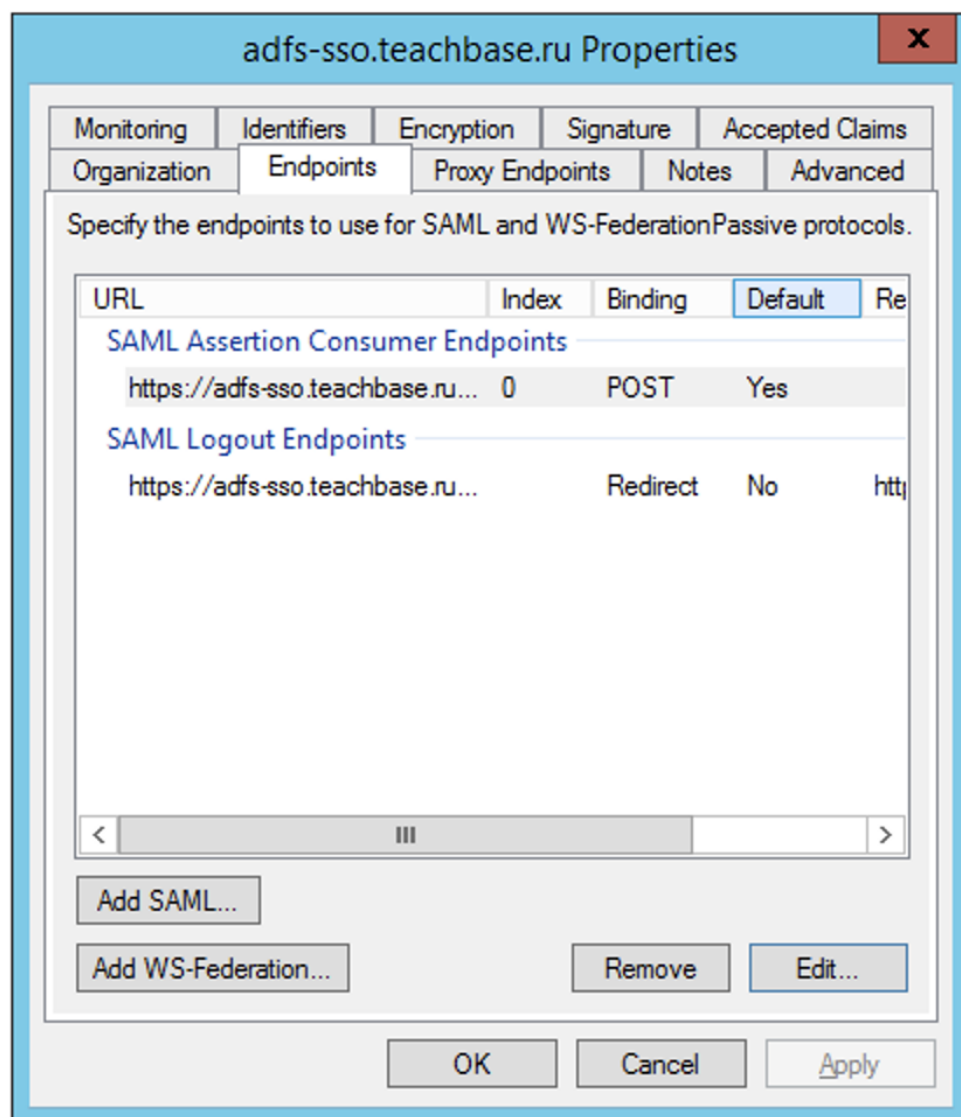 adfs-sso.teachbase.ru Properties
x
Monitoring Identifiers Encryption Signature Accepted Claims
Organization Endpoints Proxy Endpoints Notes Advanced
Specify the endpoints to use for SAML and WS-FederationPassive protocols.
URL Index Binding Default Re
SAML Assertion Consumer Endpoints
https://adfs-sso.teachbase.ru... 0 POST Yes
SAML Logout Endpoints
https://adfs-sso.teachbase.ru... Redirect No http
Add SAML...
Add WS-Federation... Remove Edit...
OK Cancel Apply